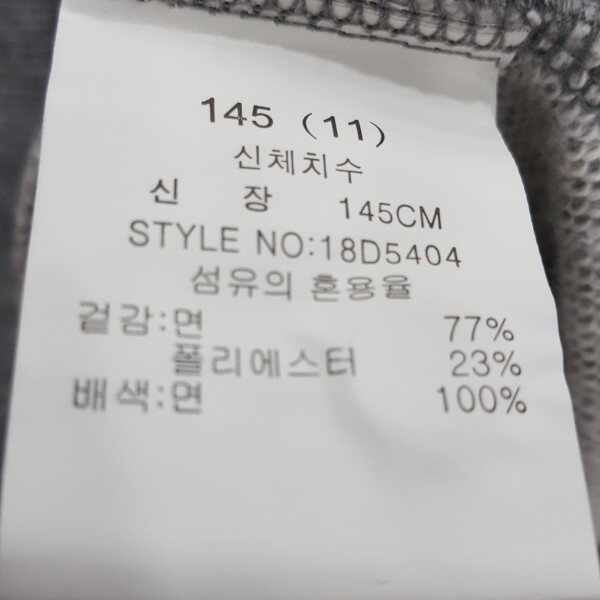 145 (11)
신체치수
신 장 145CM
STYLE NO:18D5404
섬유의 혼용율
겉감:면 77%
폴리에스터 23%
배색:면 100%